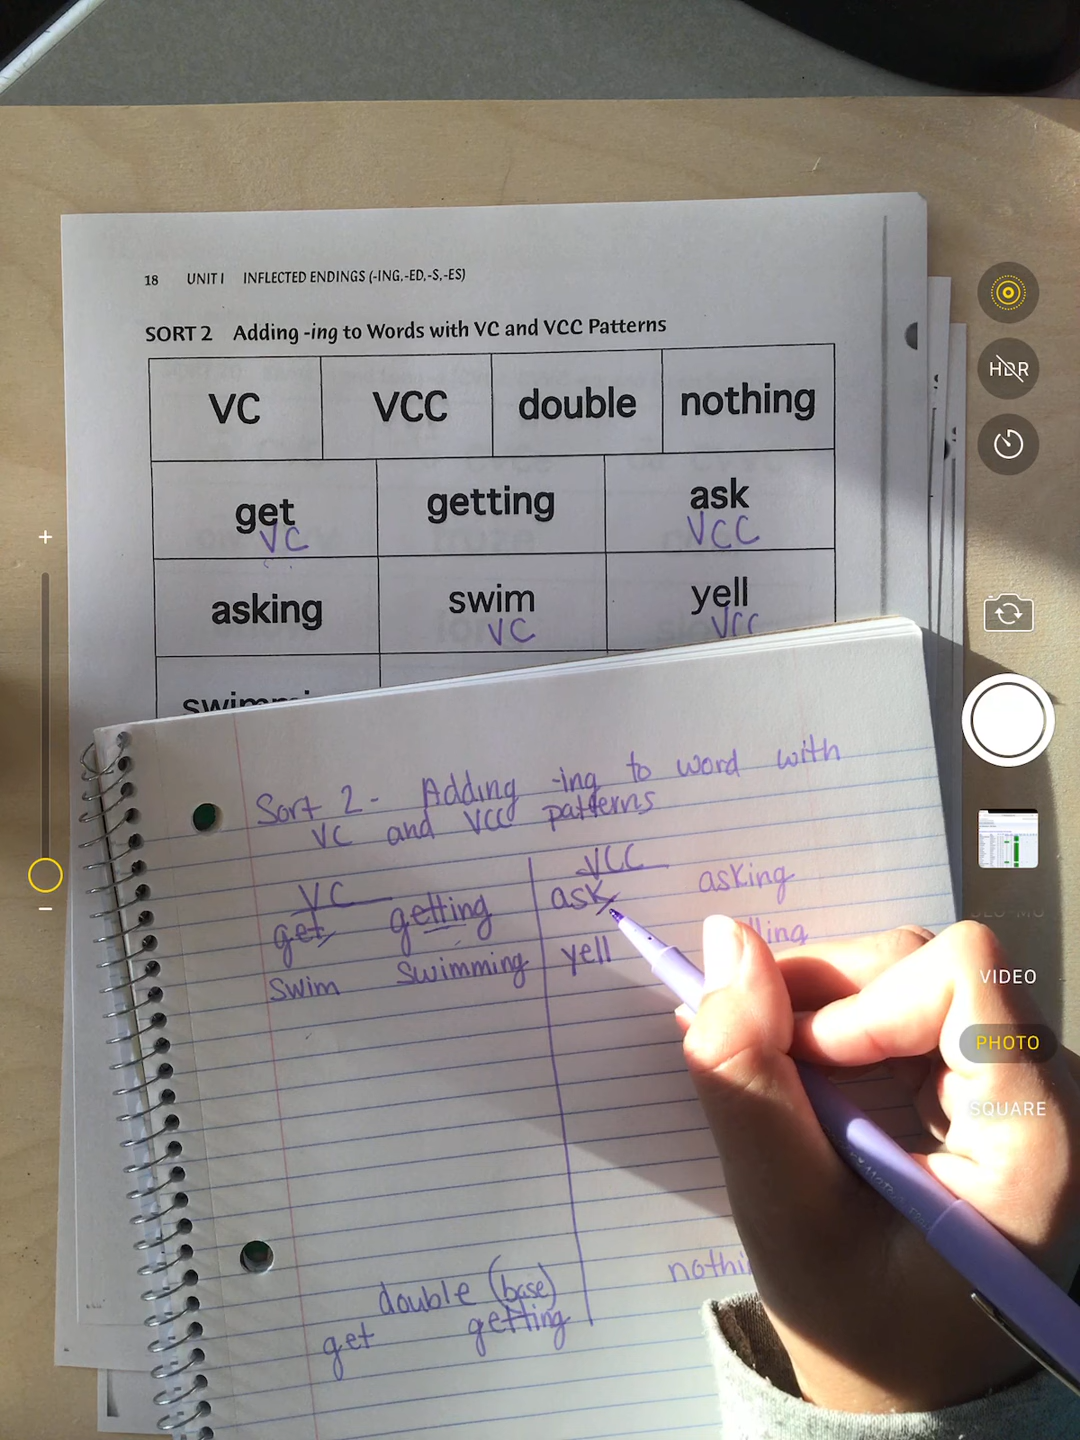 18 UNIT I INFLECTED ENDINGS (-ING,-ED,-S,-ES)
SORT 2 Adding -ing to Words with VC and VCC Patterns
VC VCC double nothing
get getting ask
VC VCC
asking swim yell
VC VCC
HDR
Sort 2 - Adding -ing to word with
VC and VCC patterns
VC VCC
get getting ask asking
swim swimming yell lling
VIDEO
PHOTO
SQUARE
double (base) nothi
get getting